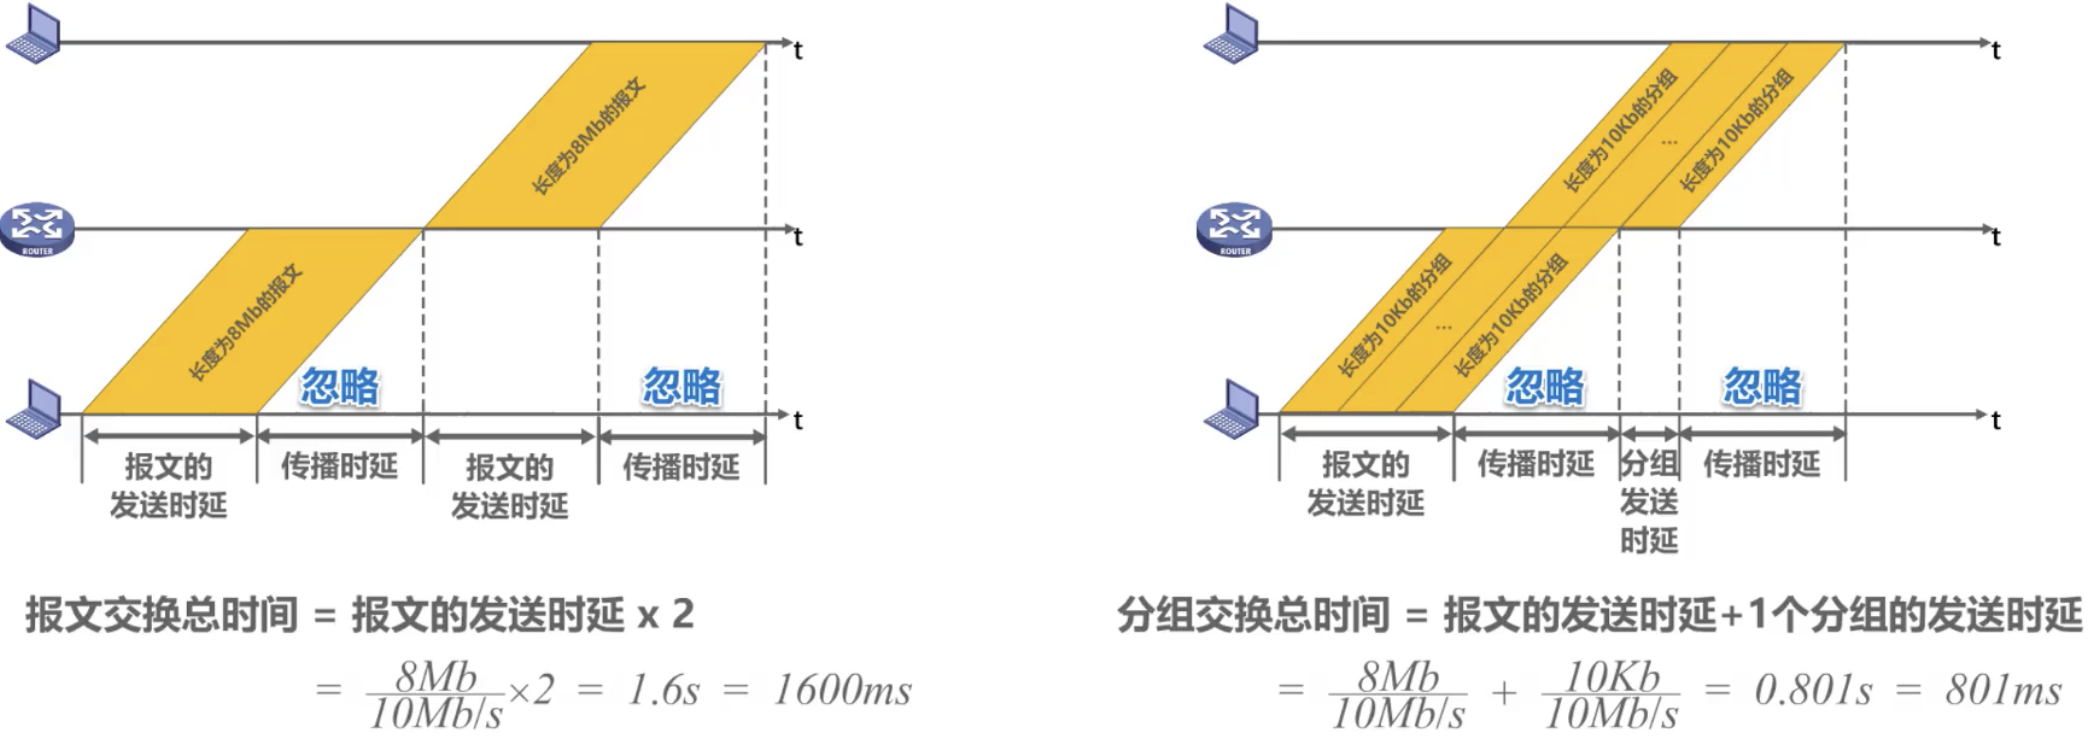 t
长度为8Mb的报文
ROUTER
t
长度为8Mb的报文
忽略
忽略
t
报文的
发送时延
传播时延
报文的
发送时延
传播时延
报文交换总时间 = 报文的发送时延 x 2
= 8Mb/10Mb/s ×2 = 1.6s = 1600ms
t
长度为10Kb的分组
...
长度为10Kb的分组
ROUTER
t
长度为10Kb的分组
...
长度为10Kb的分组
忽略
忽略
t
报文的
发送时延
传播时延
分组
发送
时延
传播时延
分组交换总时间 = 报文的发送时延+1个分组的发送时延
= 8Mb/10Mb/s + 10Kb/10Mb/s = 0.801s = 801ms